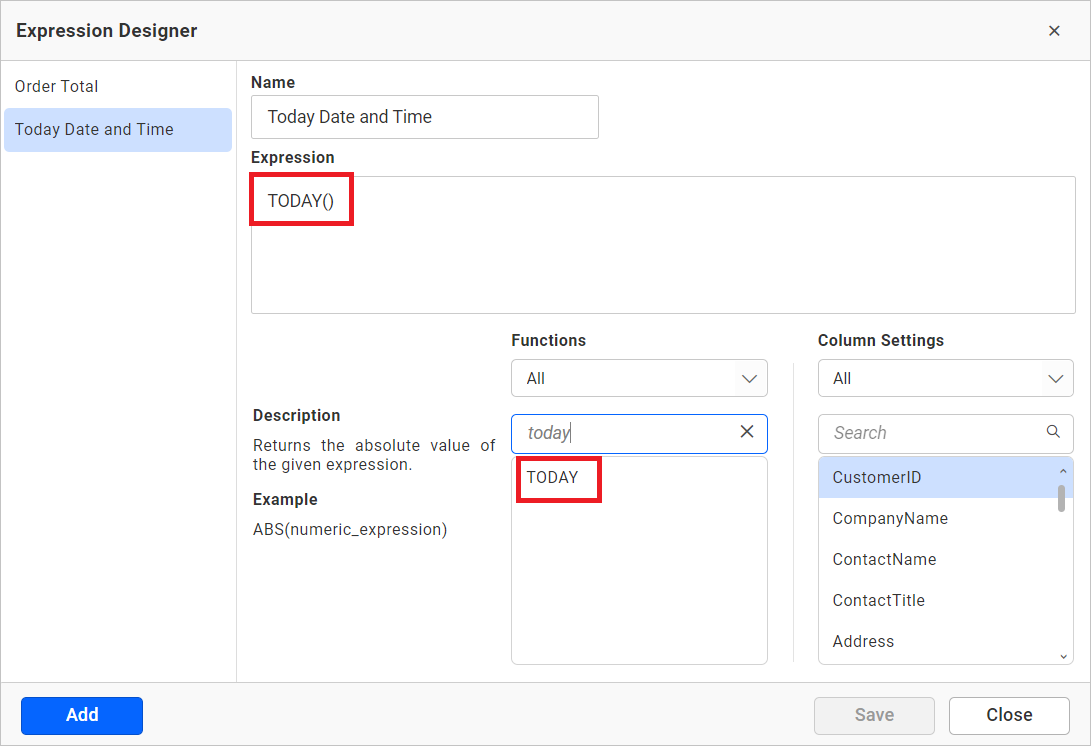 Expression Designer
Order Total
Today Date and Time
Name
Today Date and Time
Expression
TODAY()
Functions
All
today
TODAY
Column Settings
All
Search
CustomerID
CompanyName
ContactName
ContactTitle
Address
Description
Returns the absolute value of
the given expression.
Example
ABS(numeric_expression)
Add
Save
Close